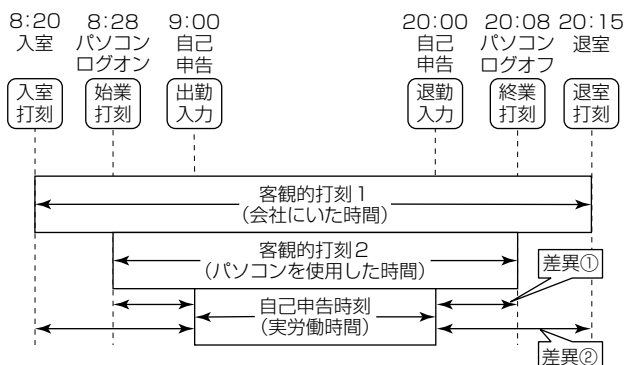 8:20 8:28 9:00 20:00 20:08 20:15
入室 パソコン 自己 自己 パソコン 退室
ログオン 申告 申告 ログオフ
入室 始業 出勤 退勤 終業 退室
打刻 打刻 入力 入力 打刻 打刻
客観的打刻1
(会社にいた時間)
客観的打刻2
(パソコンを使用した時間)
差異①
自己申告時刻
(実労働時間)
差異②